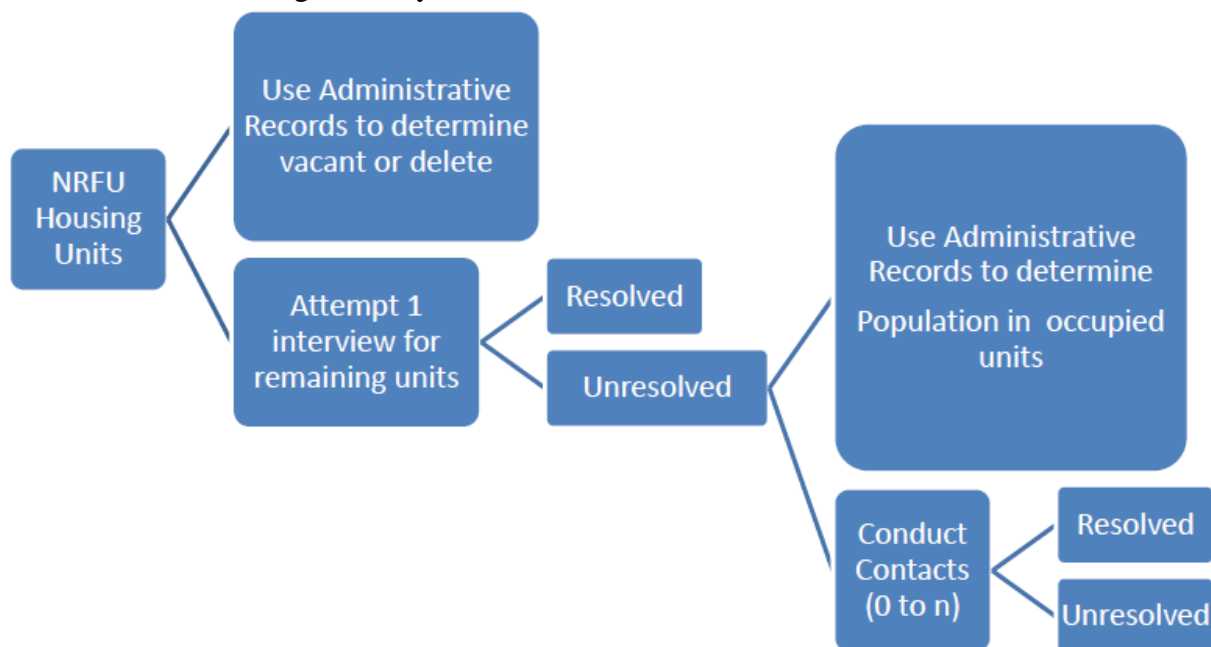 Use Administrative
Records to determine
vacant or delete
NRFU
Housing
Units
Attempt 1
interview for
remaining units
Resolved
Unresolved
Use Administrative
Records to determine
Population in occupied
units
Conduct
Contacts
(0 to n)
Resolved
Unresolved